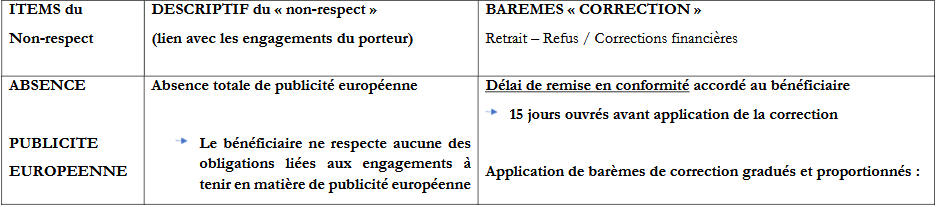 ITEMS du
Non-respect
DESCRIPTIF du « non-respect »
(lien avec les engagements du porteur)
BAREMES « CORRECTION »
Retrait – Refus / Corrections financières
ABSENCE
PUBLICITE
EUROPEENNE
Absence totale de publicité européenne
Le bénéficiaire ne respecte aucune des
obligations liées aux engagements à
tenir en matière de publicité européenne
Délai de remise en conformité accordé au bénéficiaire
15 jours ouvrés avant application de la correction
Application de barèmes de correction gradués et proportionnés :